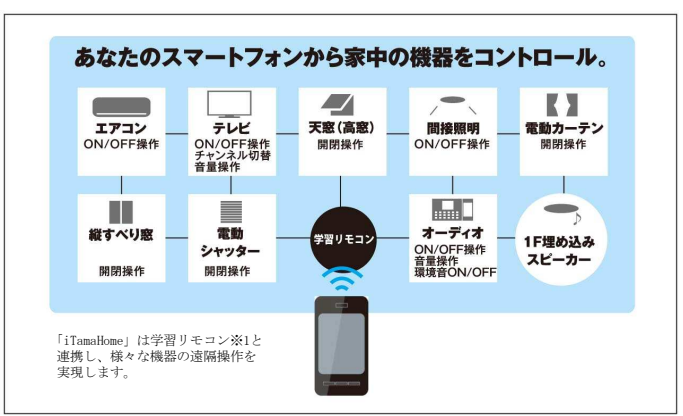 あなたのスマートフォンから家中の機器をコントロール。
エアコン
ON/OFF操作
テレビ
ON/OFF操作
チャンネル切替
音量操作
天窓(高窓)
開閉操作
間接照明
ON/OFF操作
電動カーテン
開閉操作
縦すべり窓
開閉操作
電動
シャッター
開閉操作
学習リモコン
オーディオ
ON/OFF操作
音量操作
環境音ON/OFF
1F埋め込み
スピーカー
「iTamaHome」は学習リモコン※1と
連携し、様々な機器の遠隔操作を
実現します。